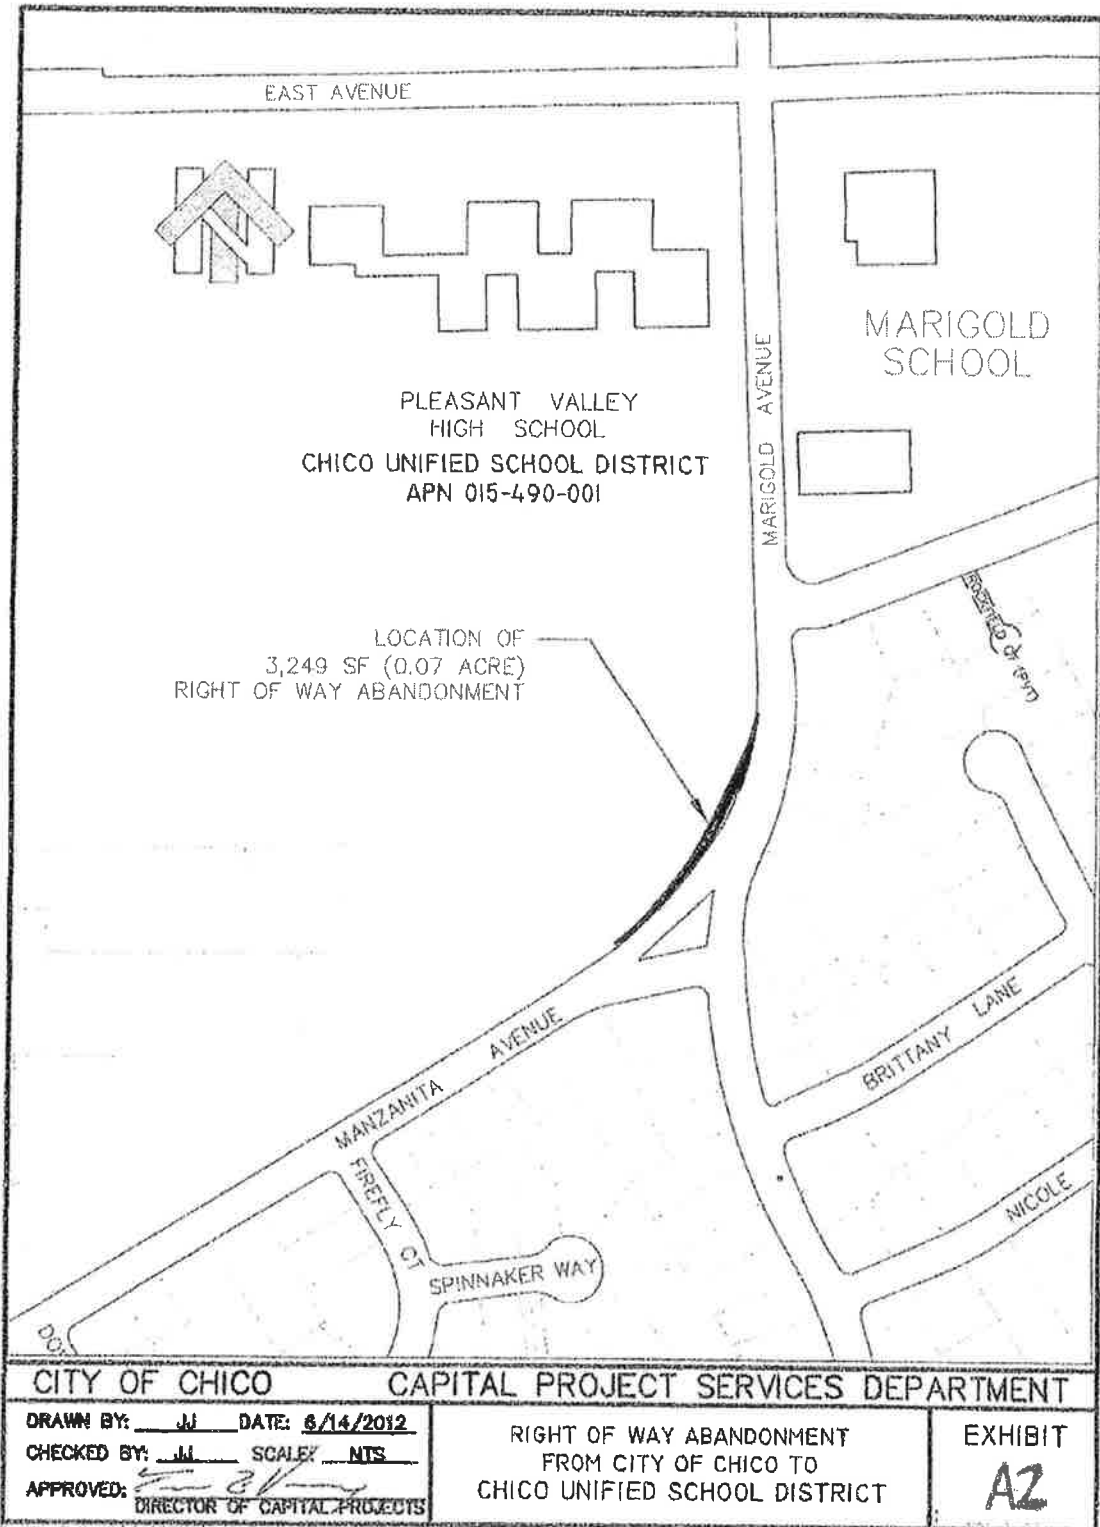 EAST AVENUE
MARIGOLD
SCHOOL
MARIGOLD AVENUE
PLEASANT VALLEY
HIGH SCHOOL
CHICO UNIFIED SCHOOL DISTRICT
APN 015-490-001
ROCKFIELD CT (PVT)
LOCATION OF
3,249 SF (0.07 ACRE)
RIGHT OF WAY ABANDONMENT
MANZANITA AVENUE
BRITTANY LANE
FIREFLY CT
NICOLE
SPINNAKER WAY
CITY OF CHICO CAPITAL PROJECT SERVICES DEPARTMENT
DRAWN BY: JJ DATE: 6/14/2012
CHECKED BY: JJ SCALE: NTS
APPROVED:
DIRECTOR OF CAPITAL PROJECTS
RIGHT OF WAY ABANDONMENT
FROM CITY OF CHICO TO
CHICO UNIFIED SCHOOL DISTRICT
EXHIBIT